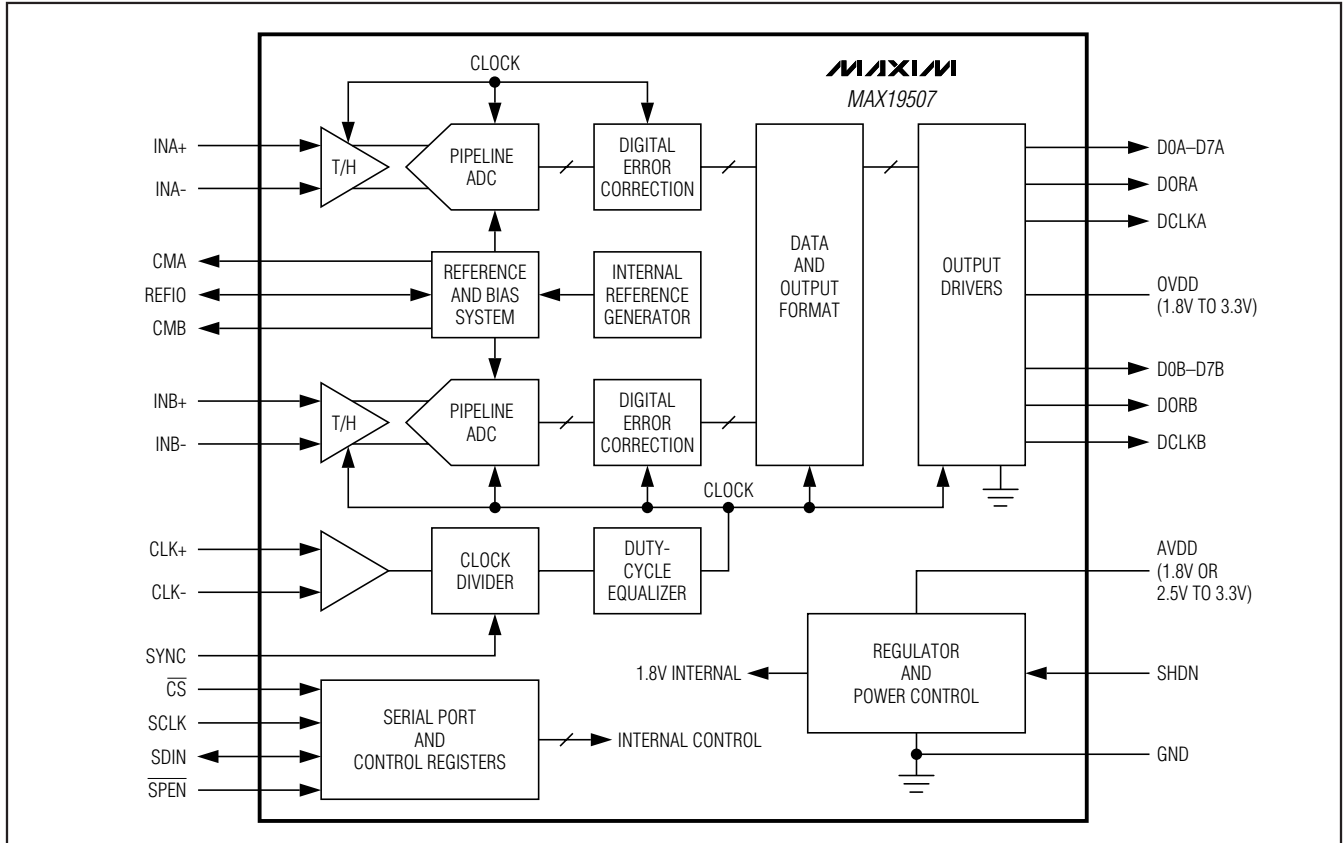 CLOCK
MAXIM
MAX19507
INA+
INA-
T/H
PIPELINE
ADC
DIGITAL
ERROR
CORRECTION
DATA
AND
OUTPUT
FORMAT
OUTPUT
DRIVERS
D0A–D7A
DORA
DCLKA
CMA
REFIO
CMB
REFERENCE
AND BIAS
SYSTEM
INTERNAL
REFERENCE
GENERATOR
OVDD
(1.8V TO 3.3V)
INB+
INB-
T/H
PIPELINE
ADC
DIGITAL
ERROR
CORRECTION
D0B–D7B
DORB
DCLKB
CLOCK
CLK+
CLK-
CLOCK
DIVIDER
DUTY-
CYCLE
EQUALIZER
AVDD
(1.8V OR
2.5V TO 3.3V)
SYNC
1.8V INTERNAL
REGULATOR
AND
POWER CONTROL
SHDN
GND
CS
SCLK
SDIN
SPEN
SERIAL PORT
AND
CONTROL REGISTERS
INTERNAL CONTROL